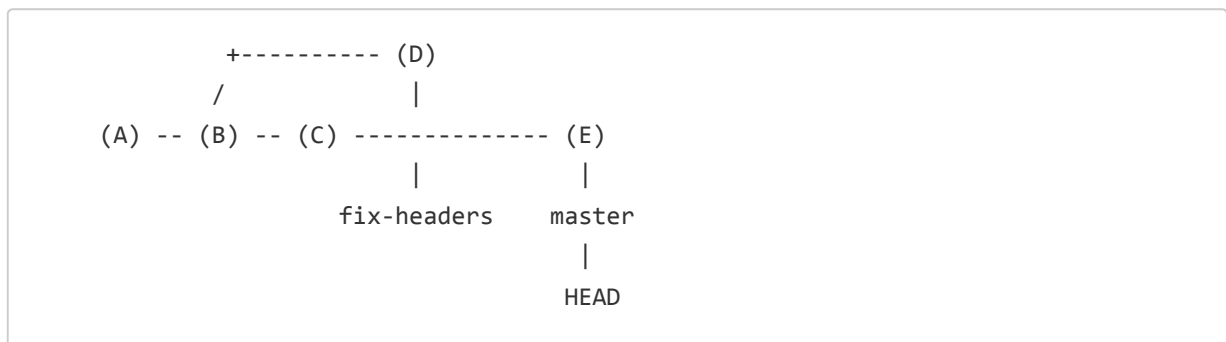 +---------- (D)
/ |
(A) -- (B) -- (C) -------------- (E)
| |
fix-headers master
|
HEAD